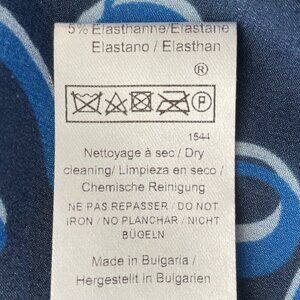 5% Elasthanne/Elastane
Elastano / Elasthan
®
P
1544
Nettoyage à sec / Dry
cleaning/ Limpieza en seco /
Chemische Reinigung
NE PAS REPASSER / DO NOT
IRON / NO PLANCHAR / NICHT
BÜGELN
Made in Bulgaria /
Hergestellt in Bulgarien